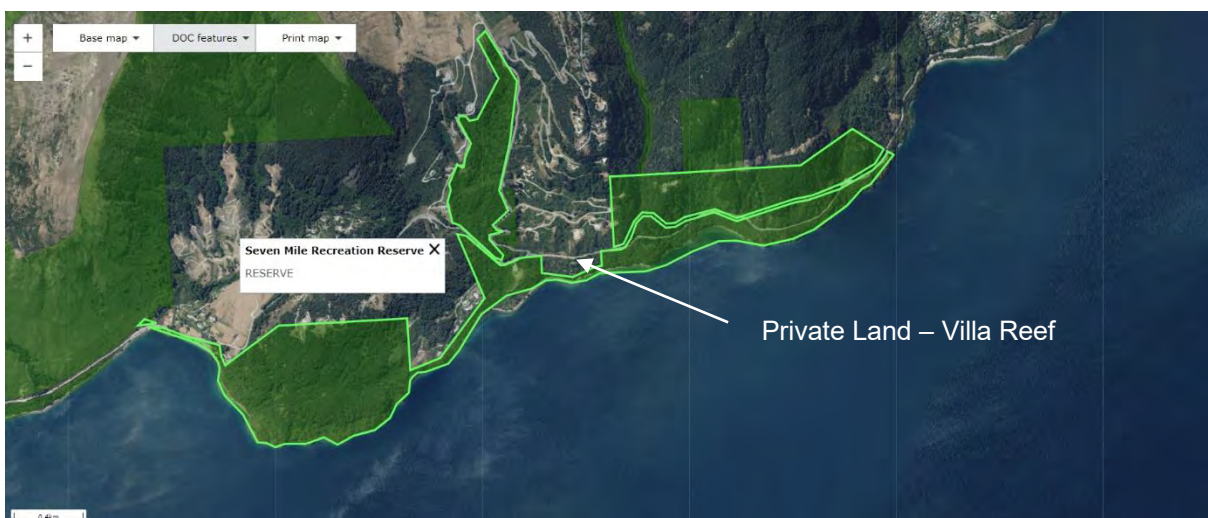 +
Base map
DOC features
Print map
−
Seven Mile Recreation Reserve X
RESERVE
Private Land – Villa Reef